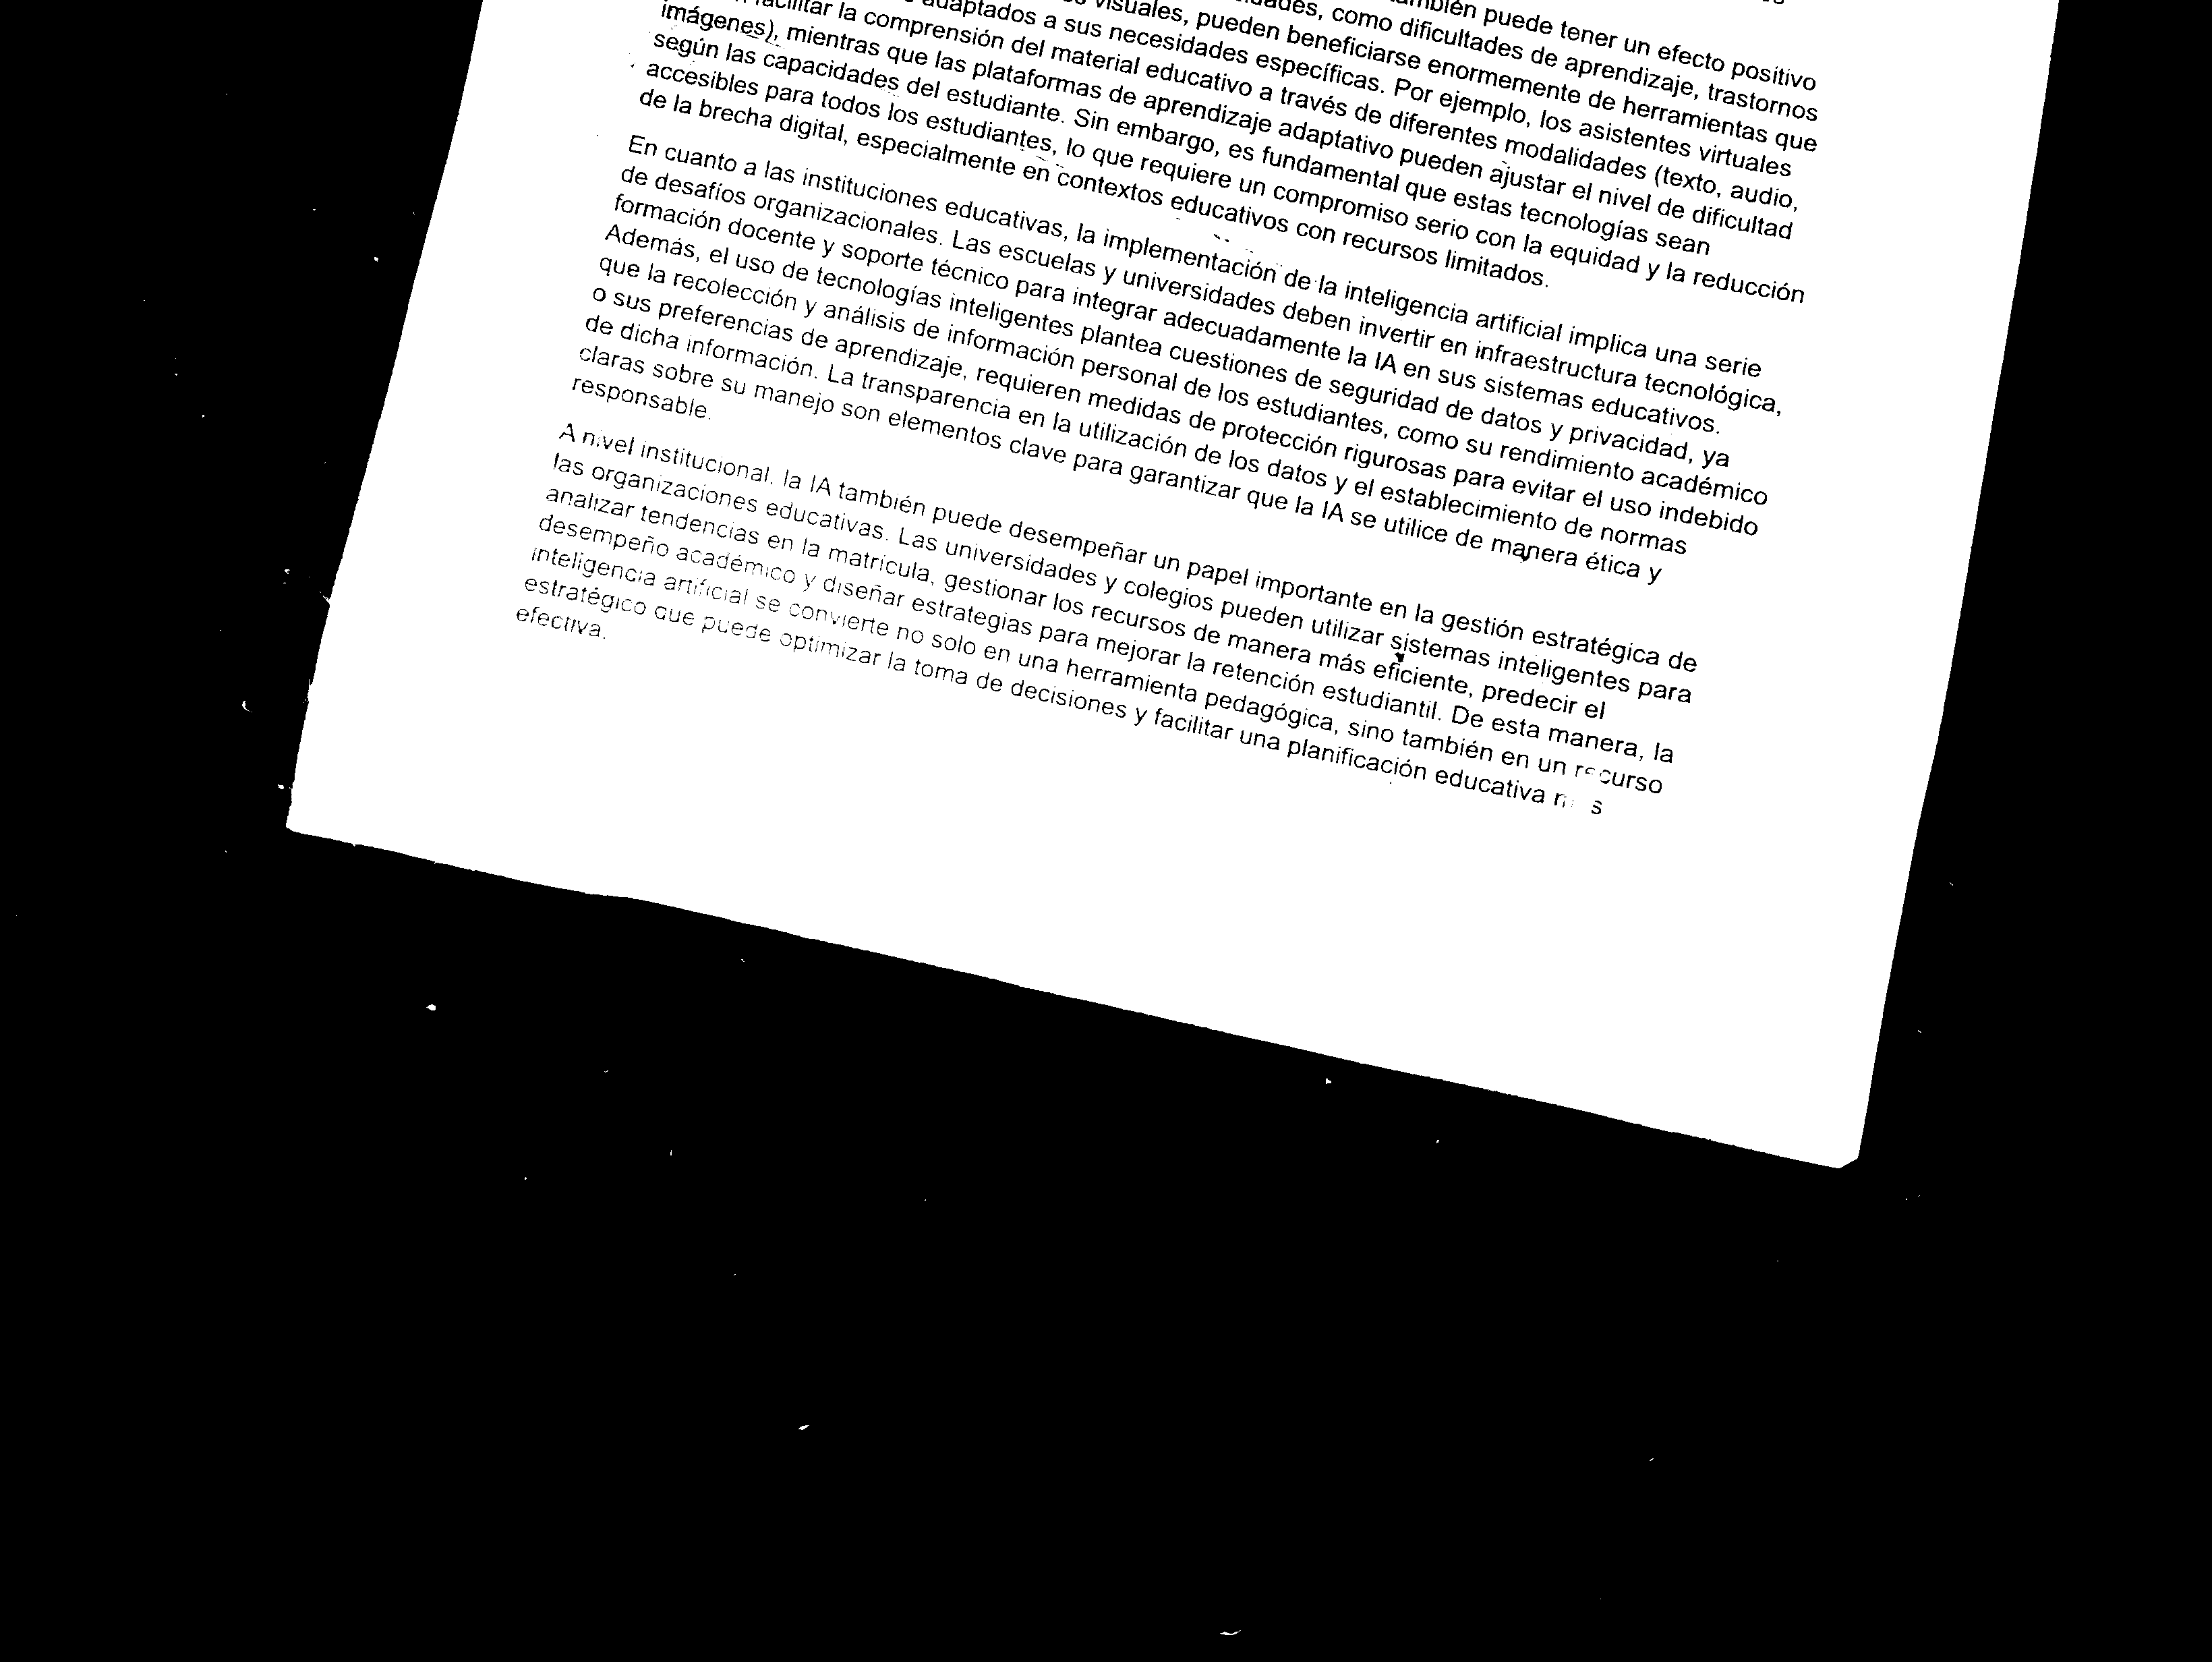 puede tener un efecto positivo
como dificultades de aprendizaje, trastornos
visuales, pueden beneficiarse enormemente de herramientas que
adaptados a sus necesidades específicas. Por ejemplo, los asistentes virtuales
facilitar la comprensión del material educativo a través de diferentes modalidades (texto, audio,
imágenes), mientras que las plataformas de aprendizaje adaptativo pueden ajustar el nivel de dificultad
según las capacidades del estudiante. Sin embargo, es fundamental que estas tecnologías sean
accesibles para todos los estudiantes, lo que requiere un compromiso serio con la equidad y la reducción
de la brecha digital, especialmente en contextos educativos con recursos limitados.
En cuanto a las instituciones educativas, la implementación de la inteligencia artificial implica una serie
de desafíos organizacionales. Las escuelas y universidades deben invertir en infraestructura tecnológica,
formación docente y soporte técnico para integrar adecuadamente la IA en sus sistemas educativos.
Además, el uso de tecnologías inteligentes plantea cuestiones de seguridad de datos y privacidad, ya
que la recolección y análisis de información personal de los estudiantes, como su rendimiento académico
o sus preferencias de aprendizaje, requieren medidas de protección rigurosas para evitar el uso indebido
de dicha información. La transparencia en la utilización de los datos y el establecimiento de normas
claras sobre su manejo son elementos clave para garantizar que la IA se utilice de manera ética y
responsable.
A nivel institucional, la IA también puede desempeñar un papel importante en la gestión estratégica de
las organizaciones educativas. Las universidades y colegios pueden utilizar sistemas inteligentes para
analizar tendencias en la matrícula, gestionar los recursos de manera más eficiente, predecir el
desempeño académico y diseñar estrategias para mejorar la retención estudiantil. De esta manera, la
inteligencia artificial se convierte no solo en una herramienta pedagógica, sino también en un recurso
estratégico que puede optimizar la toma de decisiones y facilitar una planificación educativa
efectiva.